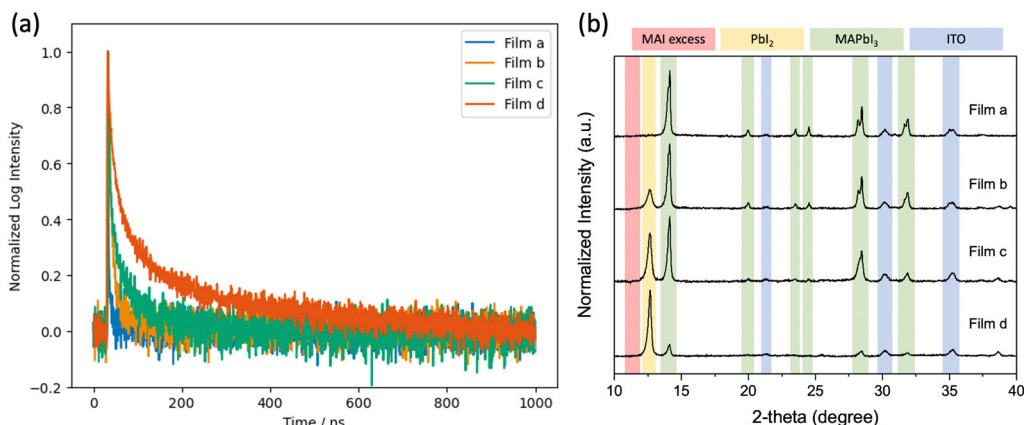 (a)
Normalized Log Intensity
1.0
0.8
0.6
0.4
0.2
0.0
−0.2
0
200
400
600
800
1000
Time / ns
Film a
Film b
Film c
Film d
(b)
MAI excess
PbI₂
MAPbI₃
ITO
Normalized Intensity (a.u.)
Film a
Film b
Film c
Film d
10
15
20
25
30
35
40
2-theta (degree)